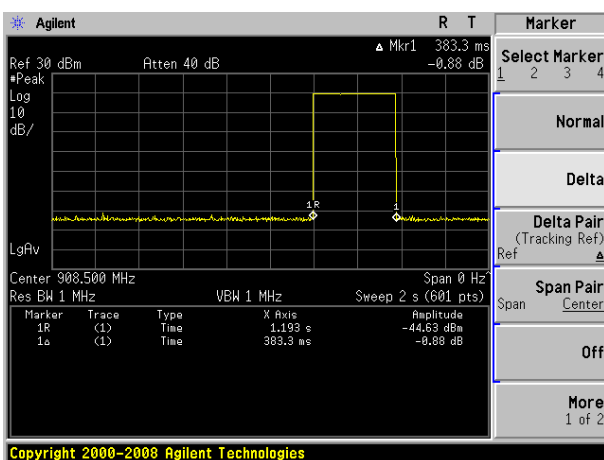 Agilent R T
Δ Mkr1 383.3 ms
Ref 30 dBm Atten 40 dB -0.88 dB
#Peak
Log
10
dB/
1R
1
LgAv
Center 908.500 MHz Span 0 Hz^
Res BW 1 MHz VBW 1 MHz Sweep 2 s (601 pts)
Marker Trace Type X Axis Amplitude
1R (1) Time 1.193 s -44.63 dBm
1Δ (1) Time 383.3 ms -0.88 dB
Copyright 2000-2008 Agilent Technologies
Marker
Select Marker
1 2 3 4
Normal
Delta
Delta Pair
(Tracking Ref)
Ref Δ
Span Pair
Span Center
Off
More
1 of 2